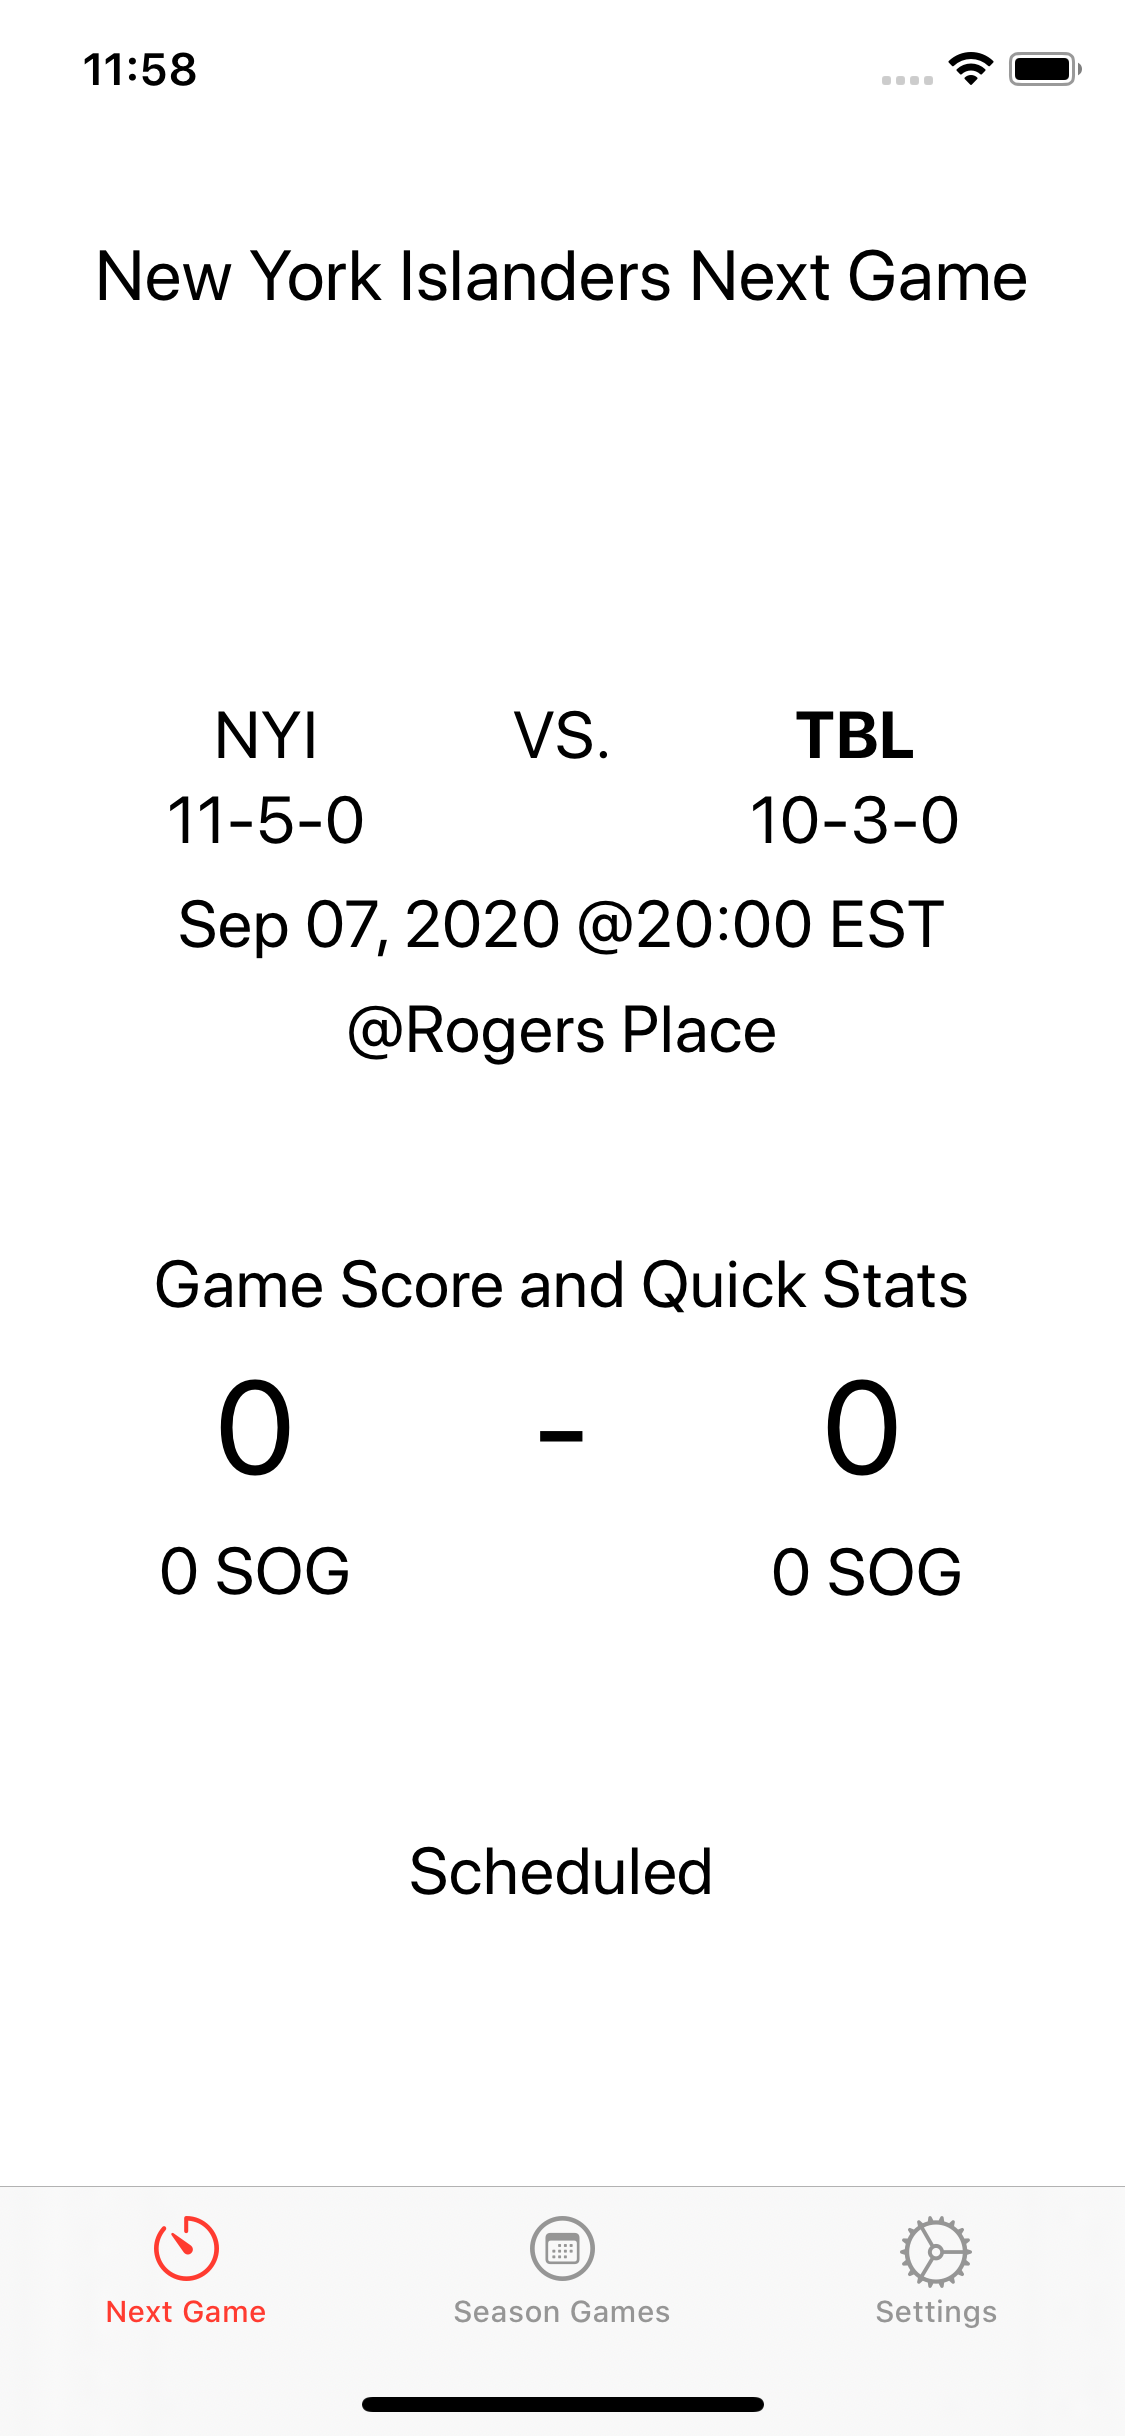 11:58
New York Islanders Next Game
NYI VS. TBL
11-5-0 10-3-0
Sep 07, 2020 @20:00 EST
@Rogers Place
Game Score and Quick Stats
0 - 0
0 SOG 0 SOG
Scheduled
Next Game Season Games Settings